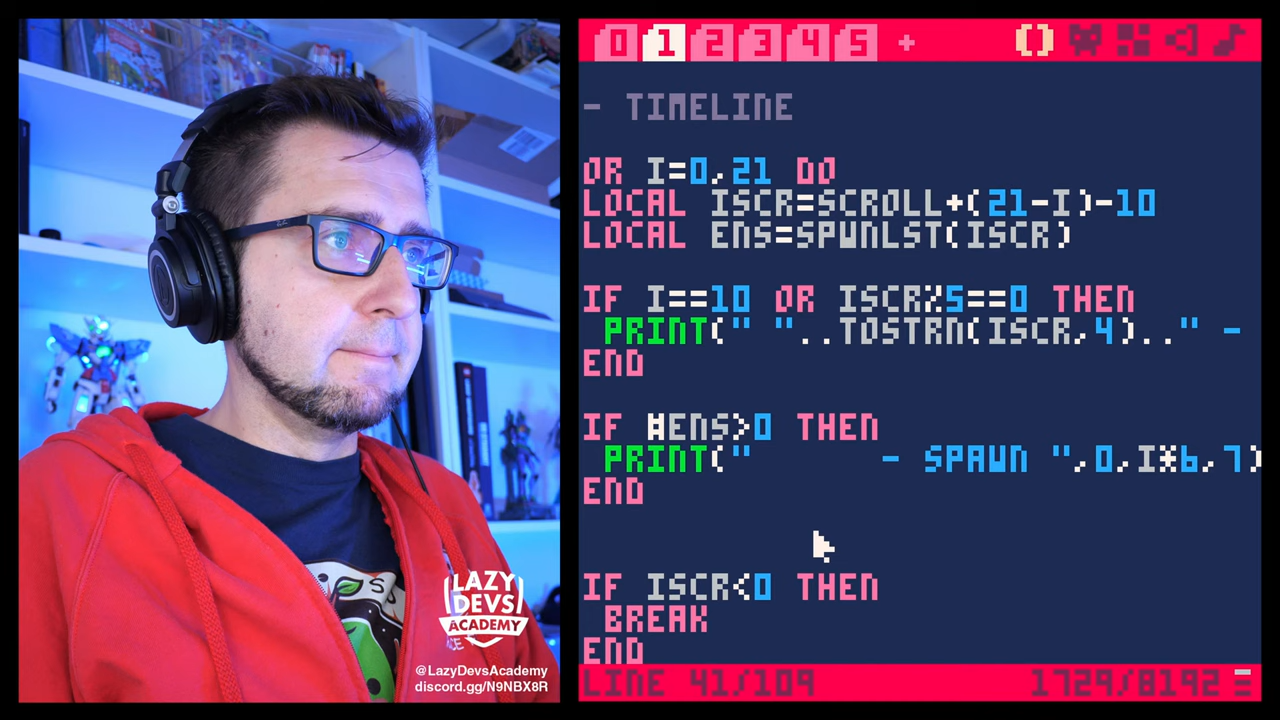 0 1 2 3 4 5 + ()
- TIMELINE
OR I=0,21 DO
LOCAL ISCR=SCROLL+(21-I)-10
LOCAL ENS=SPWNLST(ISCR)
IF I==10 OR ISCR%5==0 THEN
PRINT(" "..TOSTRN(ISCR,4).." -
END
IF #ENS>0 THEN
PRINT("      - SPAWN ",0,I*6,7)
END
IF ISCR<0 THEN
BREAK
END
LINE 41/109
1729/8192
LAZY
DEVS
ACADEMY
@LazyDevsAcademy
discord.gg/N9NBX8R